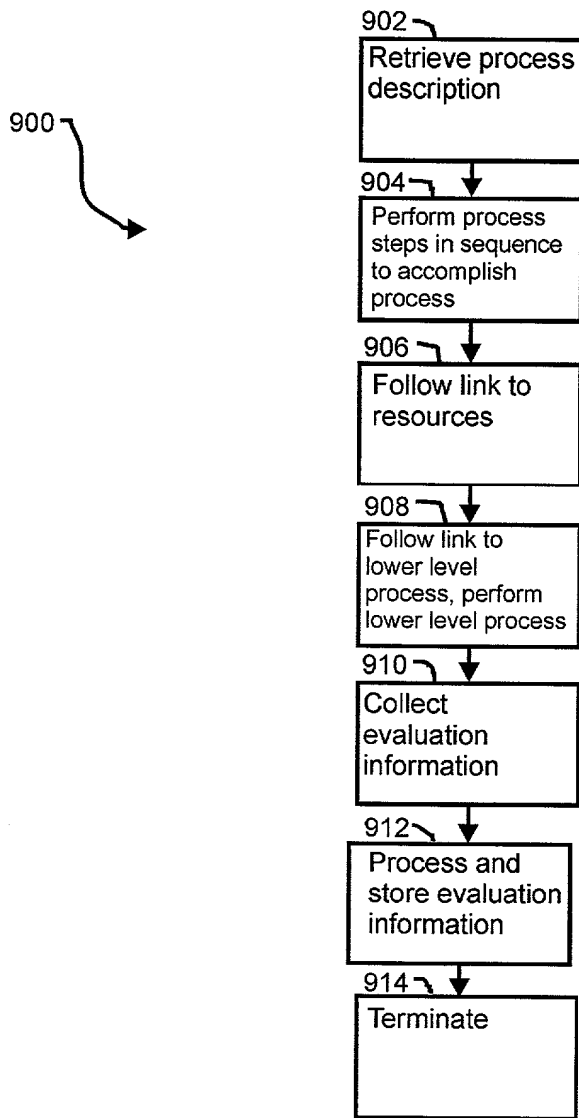 902
Retrieve process
description
900
904
Perform process
steps in sequence
to accomplish
process
906
Follow link to
resources
908
Follow link to
lower level
process, perform
lower level process
910
Collect
evaluation
information
912
Process and
store evaluation
information
914
Terminate